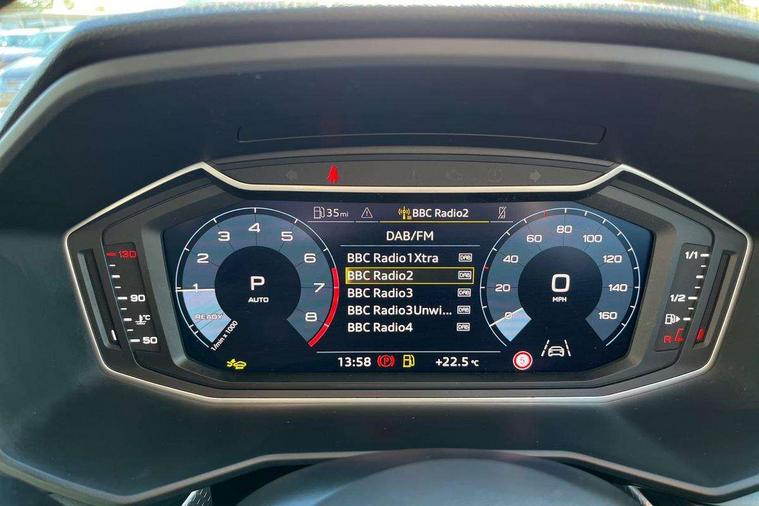 35mi BBC Radio2
DAB/FM
BBC Radio1Xtra DAB
BBC Radio2 DAB
BBC Radio3 DAB
BBC Radio3Unwi... DAB
BBC Radio4 DAB
13:58 P +22.5 °C
1 2 3 4 5 6 7 8
P
AUTO
READY
1/min x 1000
0 20 40 60 80 100 120 140 160
0
MPH
5
130
90
°C
50
1/1
1/2
R